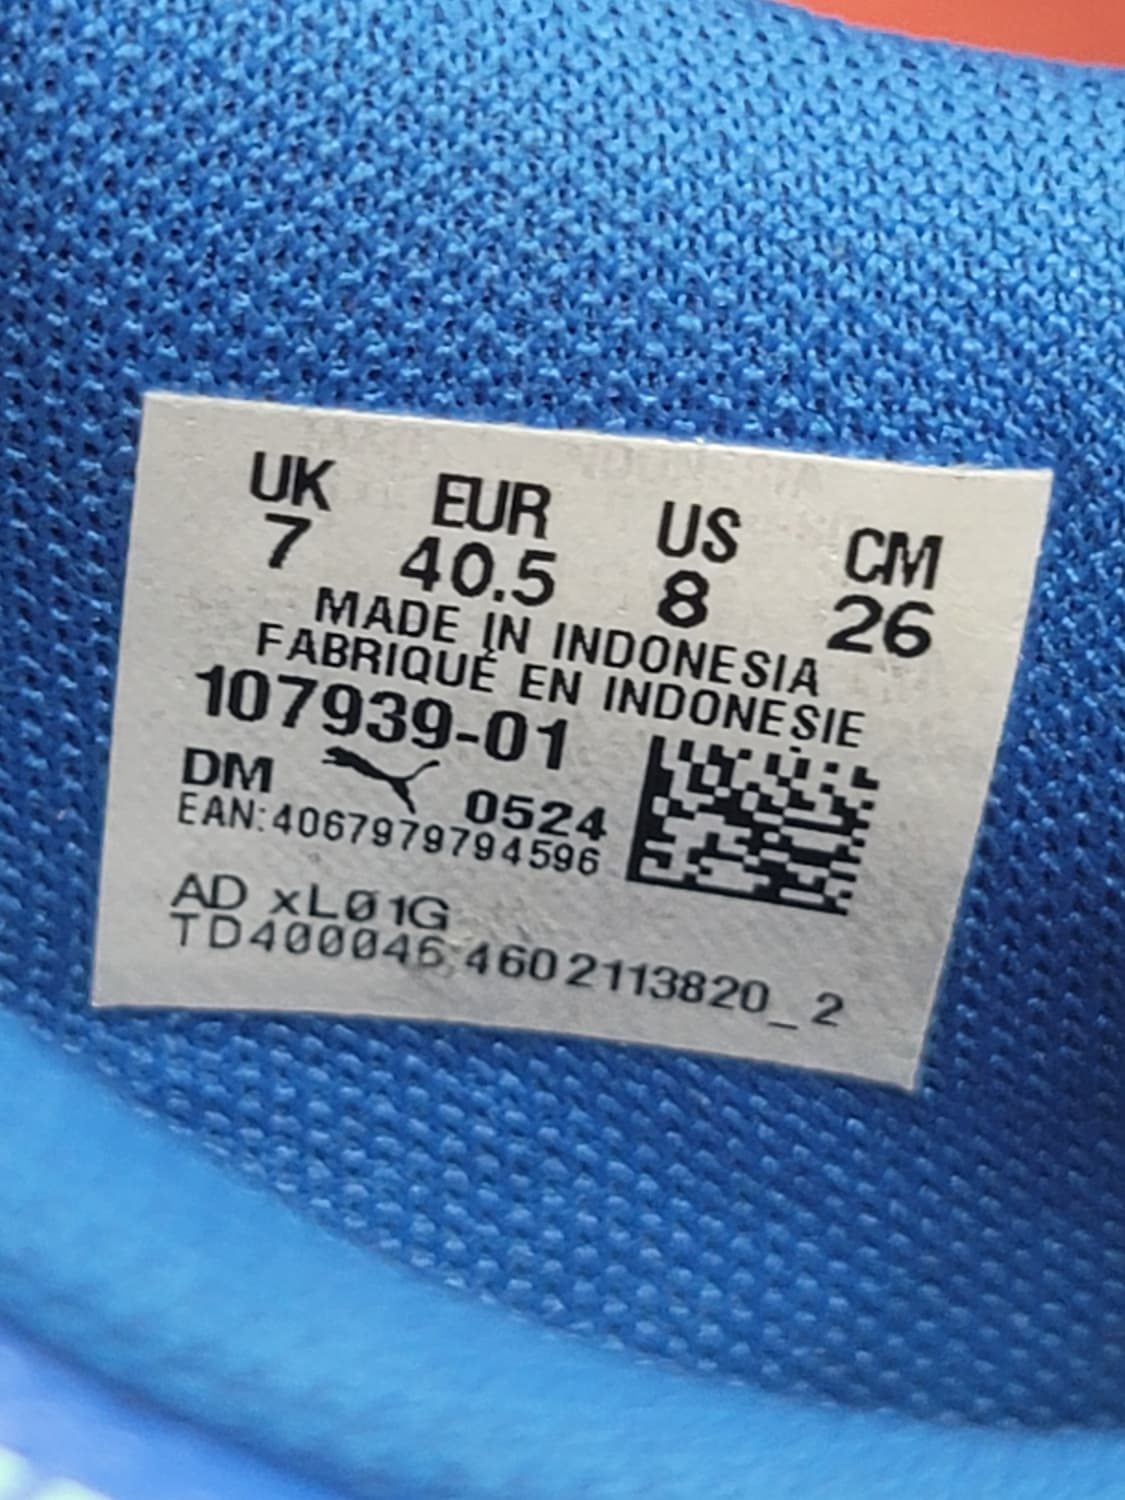 UK EUR US CM
7 40.5 8 26
MADE IN INDONESIA
FABRIQUÉ EN INDONESIE
107939-01
DM 0524
EAN:4067979794596
AD xL01G
TD400046 4602113820_2